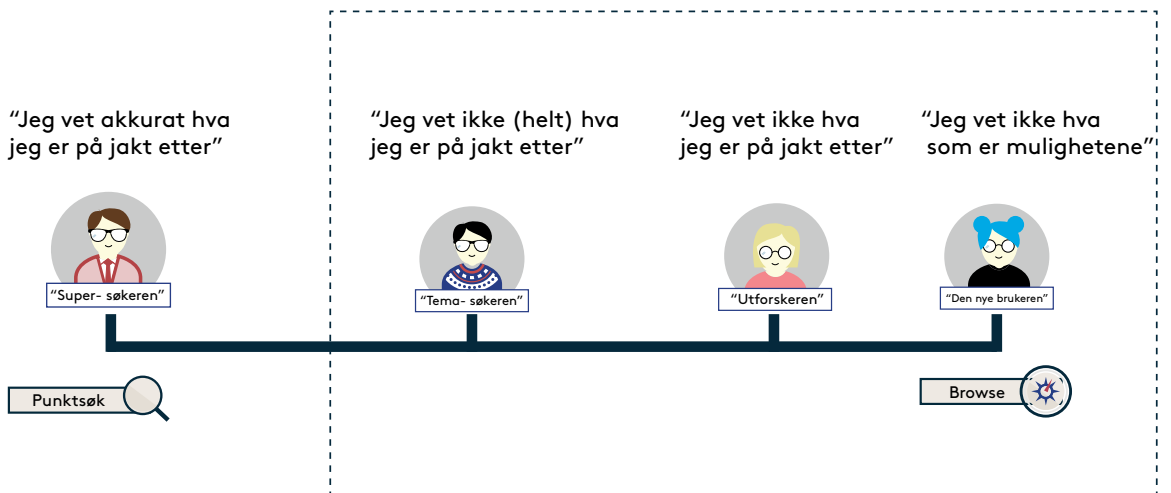 “Jeg vet akkurat hva
jeg er på jakt etter”
“Jeg vet ikke (helt) hva
jeg er på jakt etter”
“Jeg vet ikke hva
jeg er på jakt etter”
“Jeg vet ikke hva
som er mulighetene”
“Super- søkeren”
“Tema- søkeren”
“Utforskeren”
“Den nye brukeren”
Punktsøk
Browse